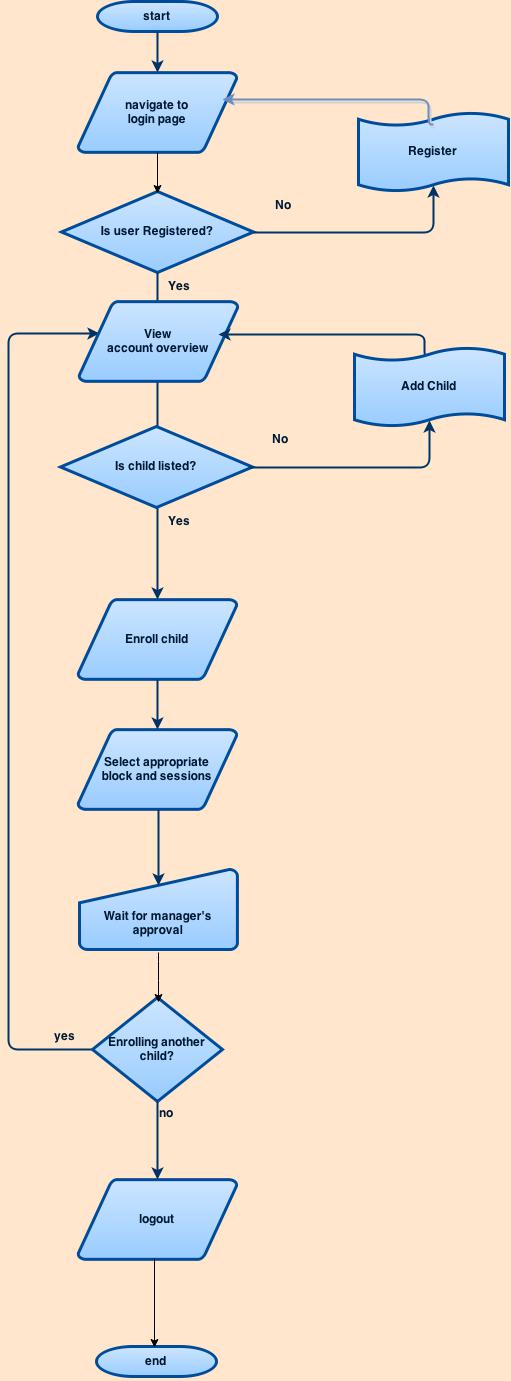 start
navigate to
login page
Register
No
Is user Registered?
Yes
View
account overview
Add Child
No
Is child listed?
Yes
Enroll child
Select appropriate
block and sessions
Wait for manager's
approval
yes
Enrolling another
child?
no
logout
end